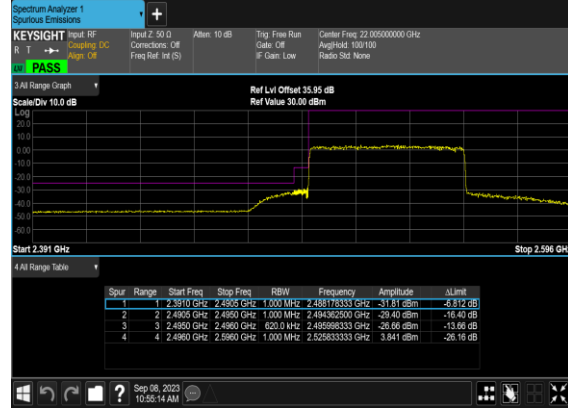 Spectrum Analyzer 1
Spurious Emissions
KEYSIGHT Input: RF Input Z: 50 Ω Atten: 10 dB Trig: Free Run Center Freq: 22.005000000 GHz
R T Coupling: DC Corrections: Off Gate: Off Avg|Hold: 100/100
Align: Off Freq Ref: Int (S) IF Gain: Low Radio Std: None
PASS
3 All Range Graph
Ref Lvl Offset 35.95 dB
Scale/Div 10.0 dB Ref Value 30.00 dBm
Log
20.0
10.0
0.00
-10.0
-20.0
-30.0
-40.0
-50.0
-60.0
Start 2.391 GHz Stop 2.596 GHz
4 All Range Table
Spur Range Start Freq Stop Freq RBW Frequency Amplitude ΔLimit
1 1 2.3910 GHz 2.4905 GHz 1.000 MHz 2.488178333 GHz -31.81 dBm -6.812 dB
2 2 2.4905 GHz 2.4950 GHz 1.000 MHz 2.494362500 GHz -29.40 dBm -16.40 dB
3 3 2.4950 GHz 2.4960 GHz 620.0 kHz 2.495998333 GHz -26.66 dBm -13.66 dB
4 4 2.4960 GHz 2.5960 GHz 1.000 MHz 2.525833333 GHz 3.841 dBm -26.16 dB
? Sep 08, 2023
10:55:14 AM